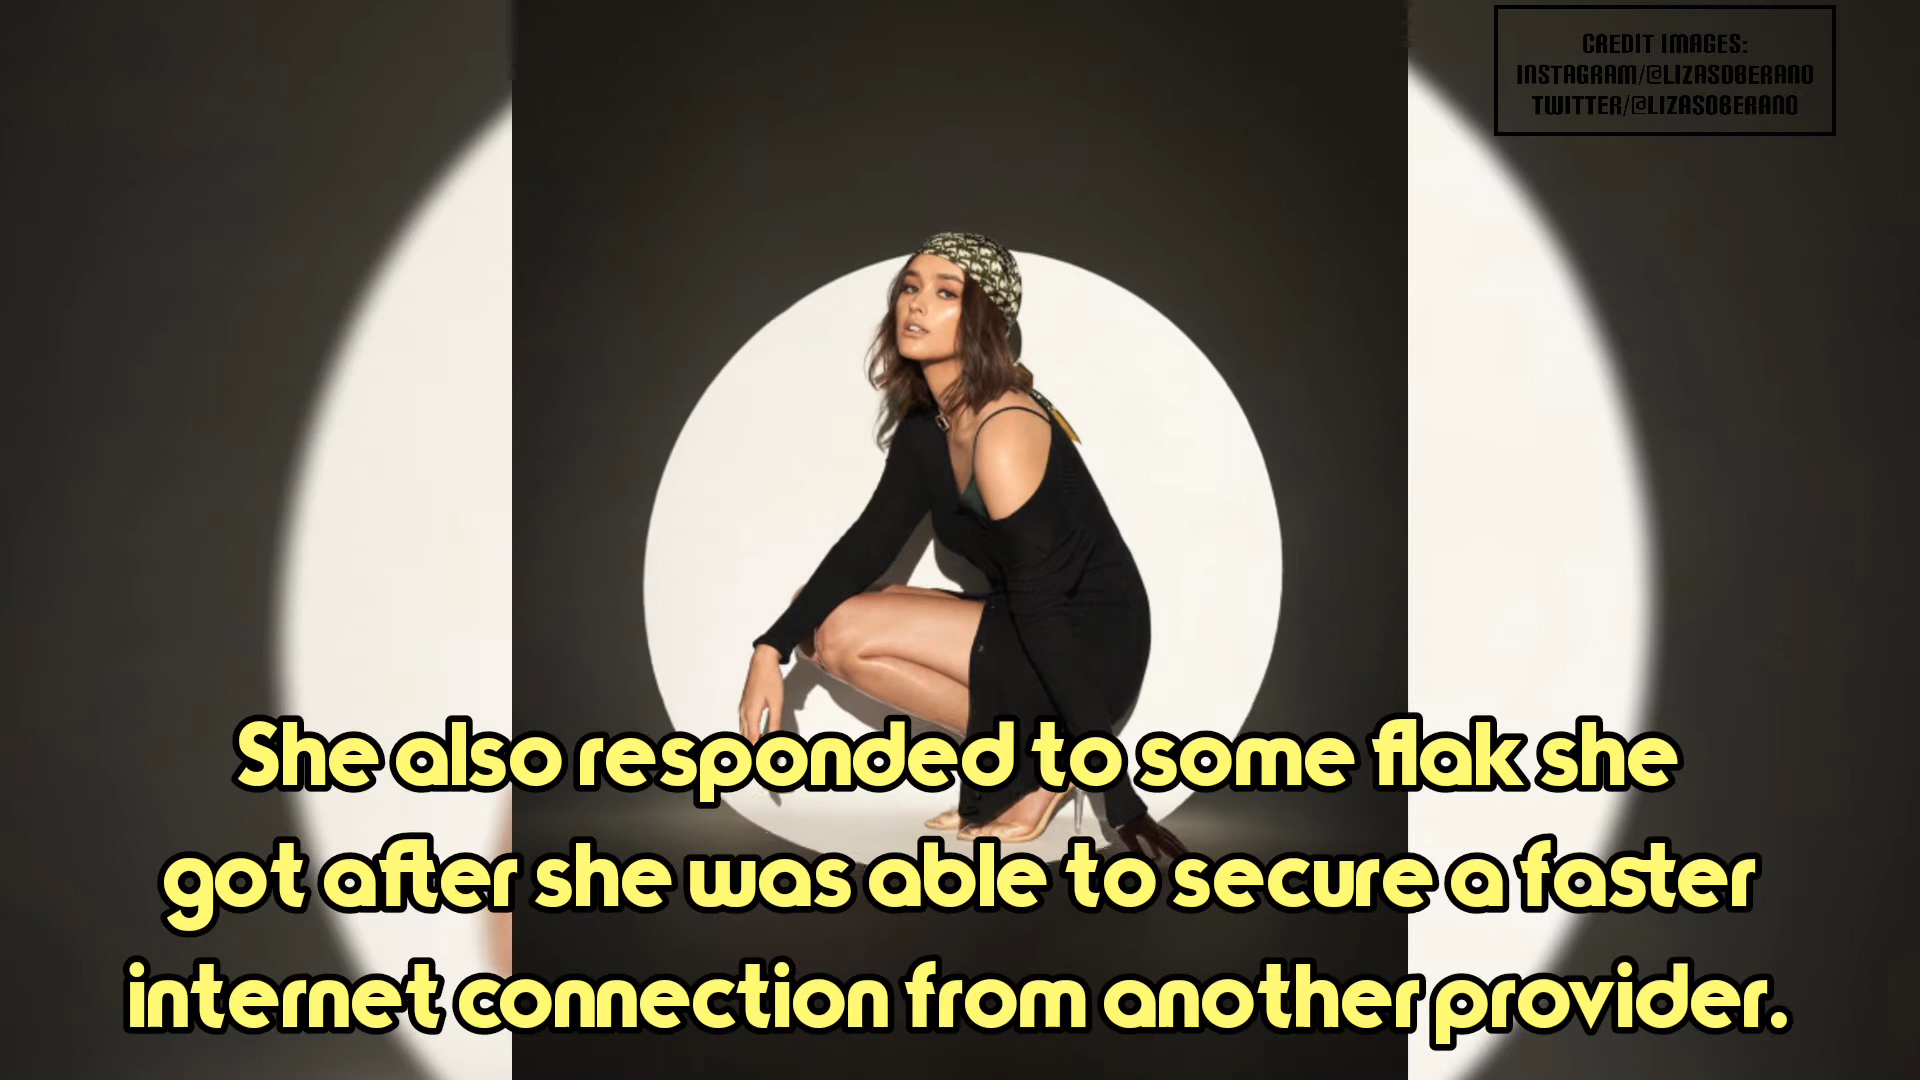 CREDIT IMAGES:
INSTAGRAM/@LIZASOBERANO
TWITTER/@LIZASOBERANO
She also responded to some flak she
got after she was able to secure a faster
internet connection from another provider.